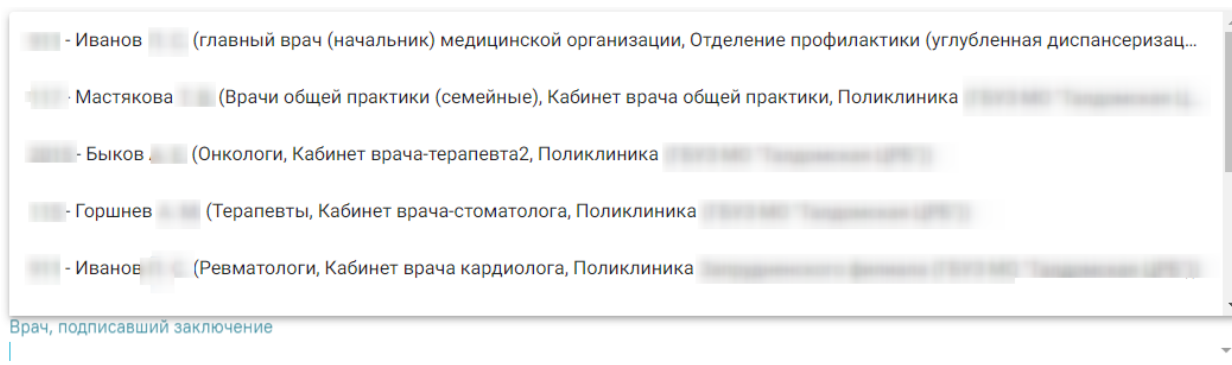 - Иванов (главный врач (начальник) медицинской организации, Отделение профилактики (углубленная диспансеризац...
- Мастякова (Врачи общей практики (семейные), Кабинет врача общей практики, Поликлиника
- Быков (Онкологи, Кабинет врача-терапевта2, Поликлиника
- Горшнев (Терапевты, Кабинет врача-стоматолога, Поликлиника
- Иванов (Ревматологи, Кабинет врача кардиолога, Поликлиника
Врач, подписавший заключение